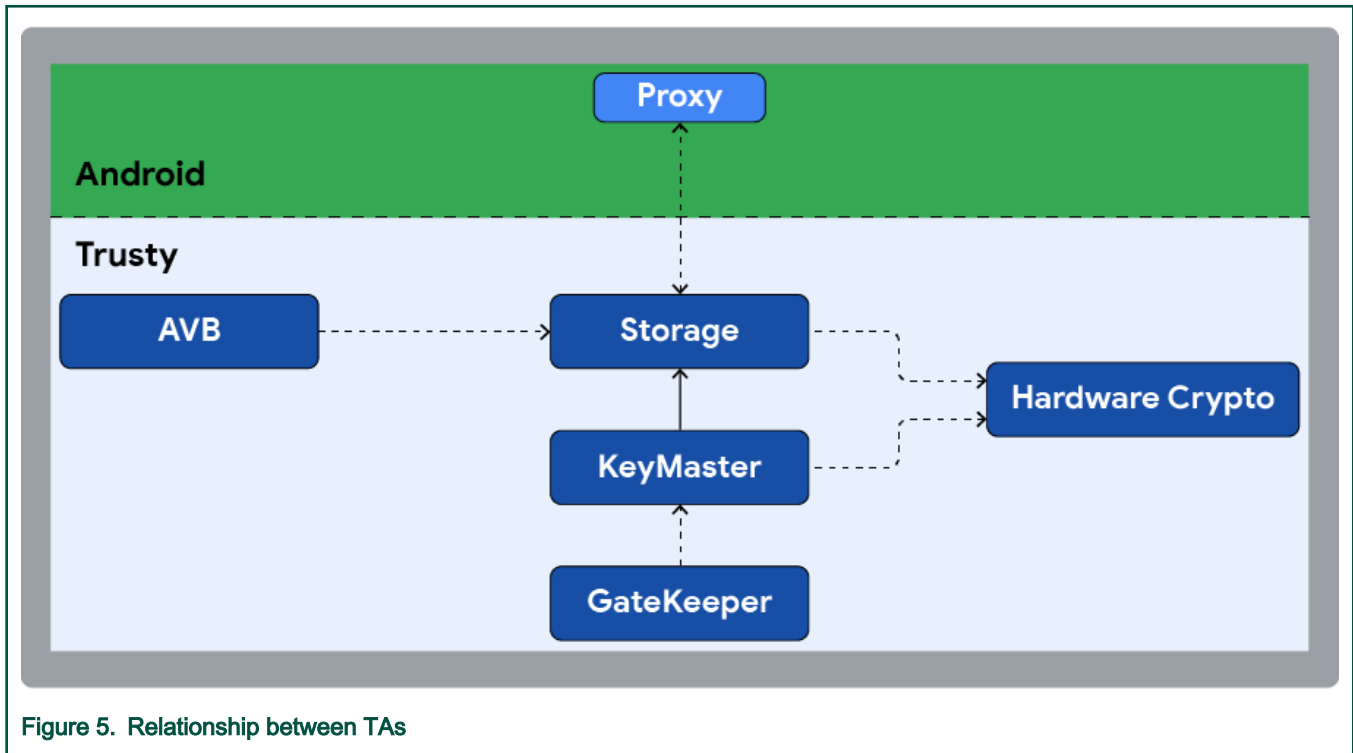 Proxy
Android
Trusty
AVB
Storage
Hardware Crypto
KeyMaster
GateKeeper
Figure 5. Relationship between TAs